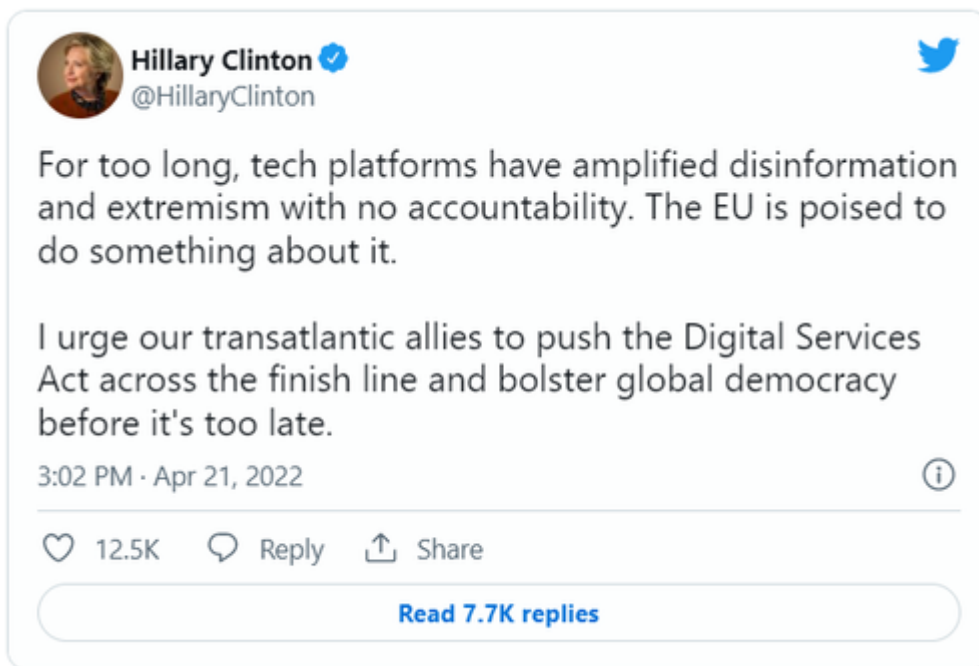 Hillary Clinton
@HillaryClinton
For too long, tech platforms have amplified disinformation
and extremism with no accountability. The EU is poised to
do something about it.
I urge our transatlantic allies to push the Digital Services
Act across the finish line and bolster global democracy
before it's too late.
3:02 PM · Apr 21, 2022
12.5K Reply Share
Read 7.7K replies